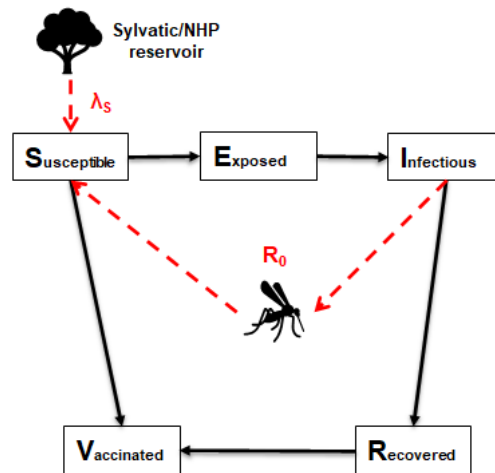 Sylvatic/NHP
reservoir
λS
Susceptible
Exposed
Infectious
R0
Vaccinated
Recovered